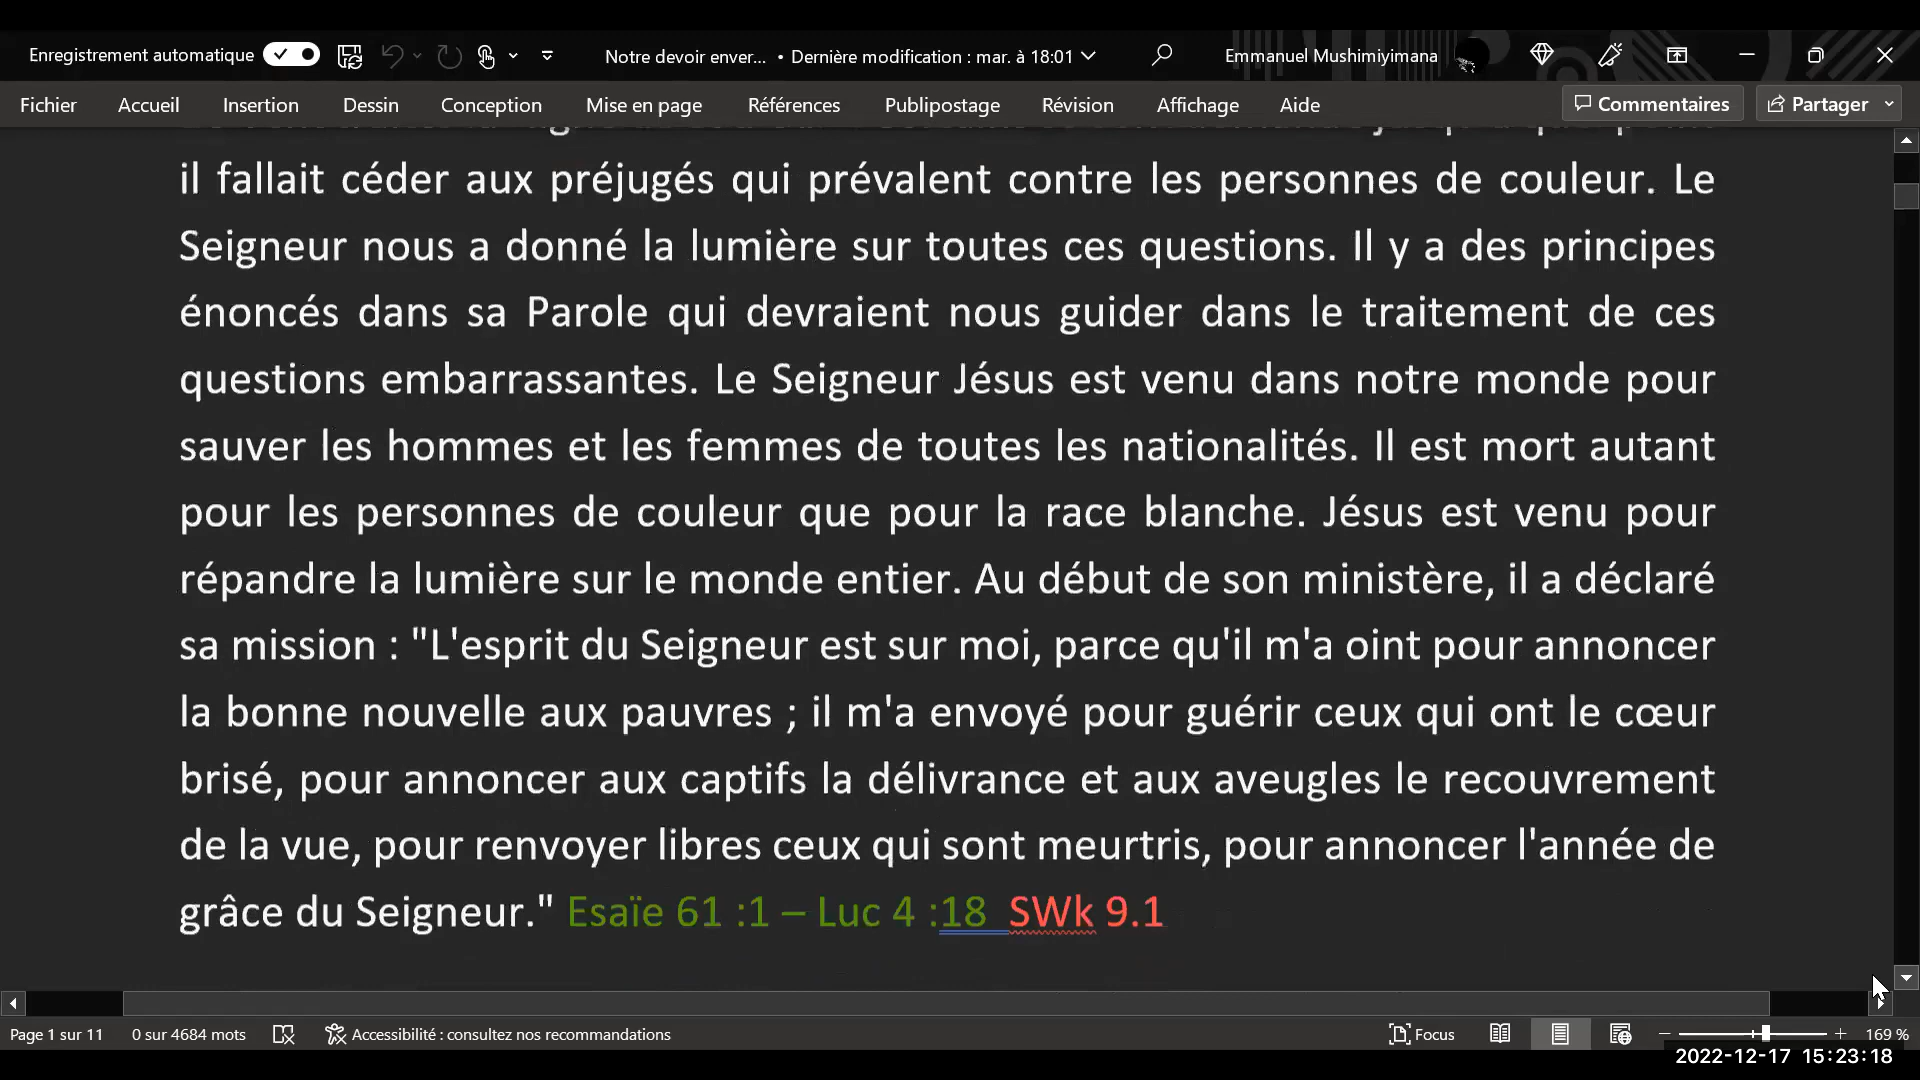 Enregistrement automatique
Notre devoir enver... • Dernière modification : mar. à 18:01
Emmanuel Mushimiyimana
Fichier Accueil Insertion Dessin Conception Mise en page Références Publipostage Révision Affichage Aide Commentaires Partager
il fallait céder aux préjugés qui prévalent contre les personnes de couleur. Le
Seigneur nous a donné la lumière sur toutes ces questions. Il y a des principes
énoncés dans sa Parole qui devraient nous guider dans le traitement de ces
questions embarrassantes. Le Seigneur Jésus est venu dans notre monde pour
sauver les hommes et les femmes de toutes les nationalités. Il est mort autant
pour les personnes de couleur que pour la race blanche. Jésus est venu pour
répandre la lumière sur le monde entier. Au début de son ministère, il a déclaré
sa mission : "L'esprit du Seigneur est sur moi, parce qu'il m'a oint pour annoncer
la bonne nouvelle aux pauvres ; il m'a envoyé pour guérir ceux qui ont le cœur
brisé, pour annoncer aux captifs la délivrance et aux aveugles le recouvrement
de la vue, pour renvoyer libres ceux qui sont meurtris, pour annoncer l'année de
grâce du Seigneur." Esaïe 61 :1 – Luc 4 :18 SWk 9.1
Page 1 sur 11 0 sur 4684 mots Accessibilité : consultez nos recommandations Focus 169 %
2022-12-17 15:23:18